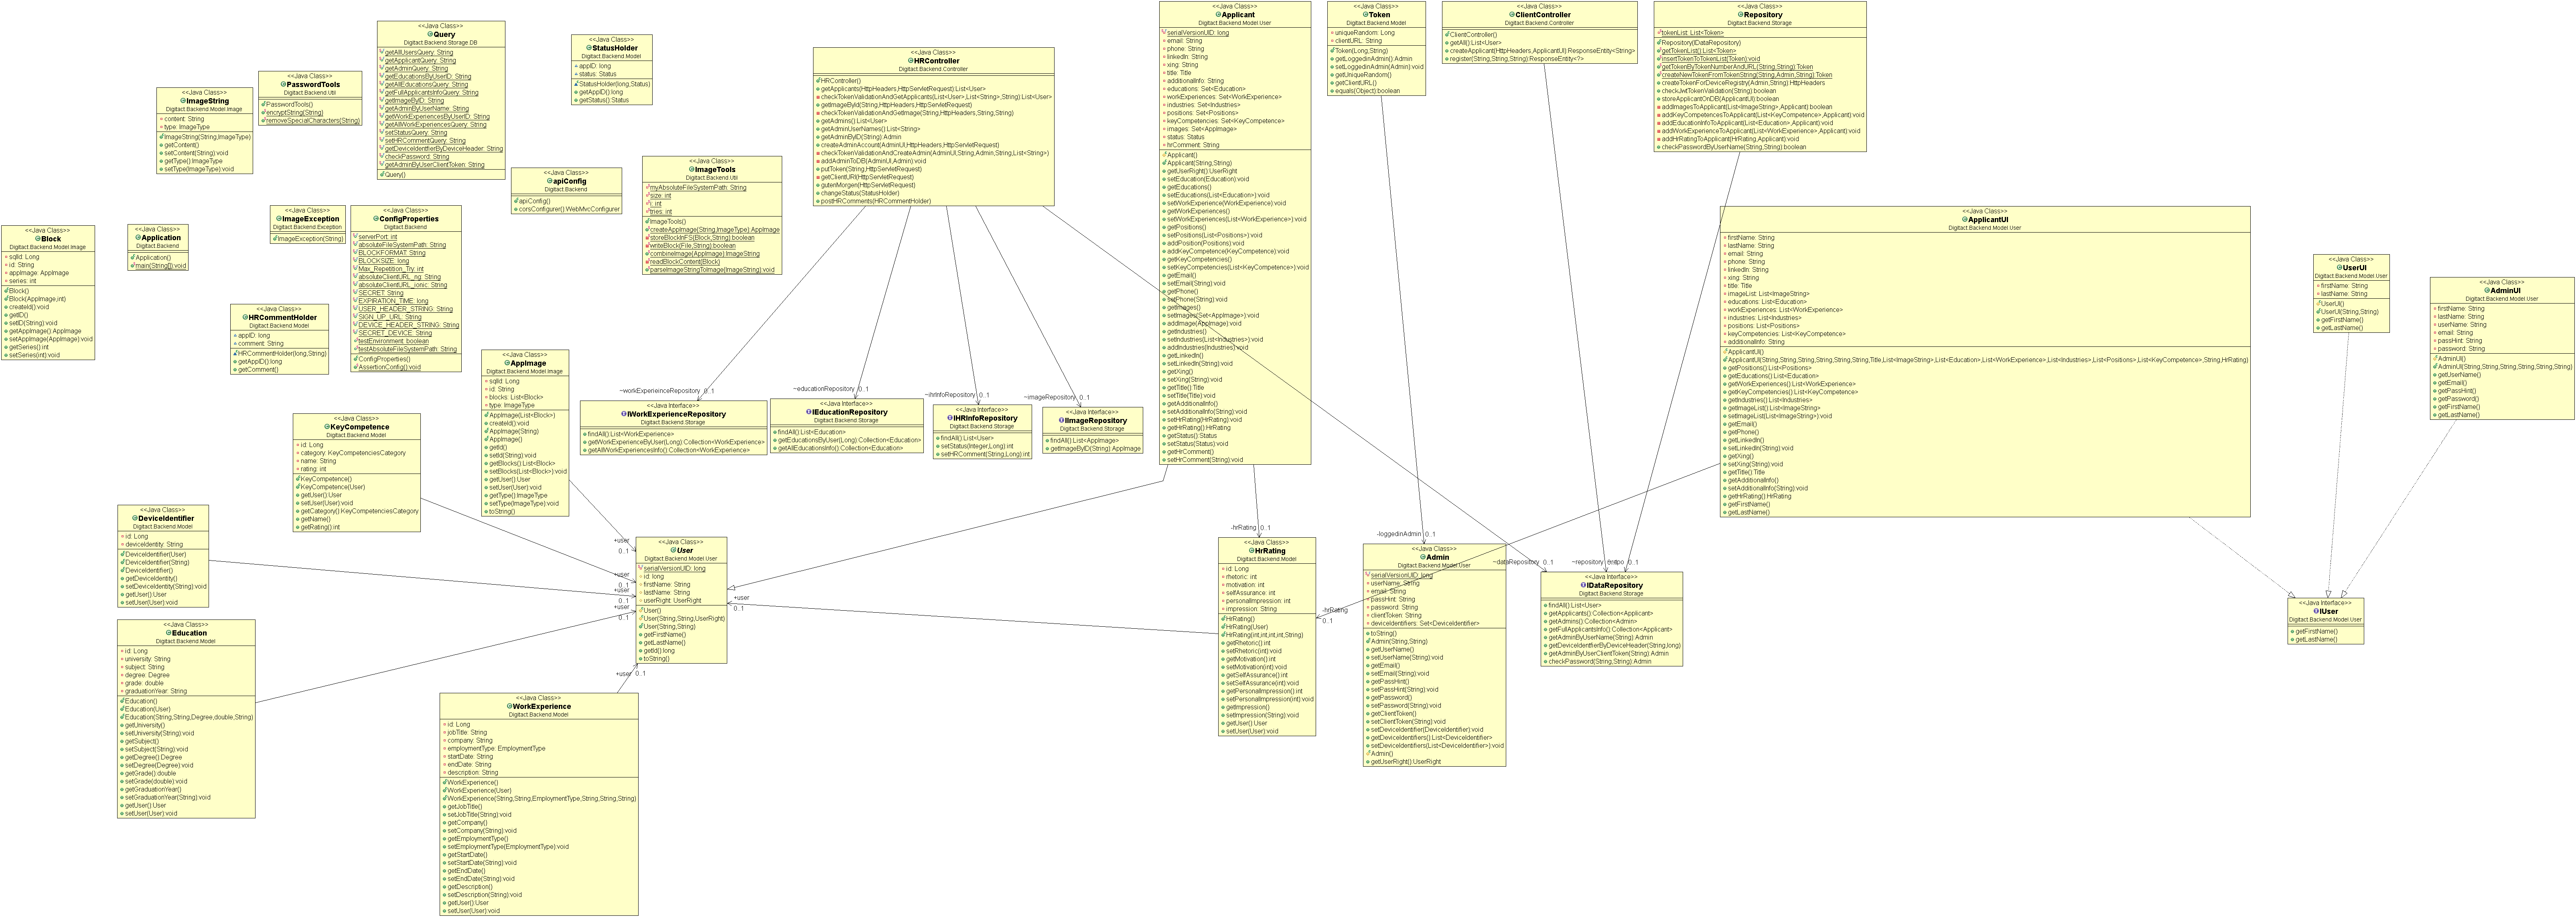 <<Java Class>>
Block
Digitact.Backend.Model.Image
sqlId: Long
id: String
appImage: AppImage
series: int
Block()
Block(AppImage,int)
createId():void
getID()
setID(String):void
getAppImage():AppImage
setAppImage(AppImage):void
getSeries():int
setSeries(int):void
<<Java Class>>
Application
Digitact.Backend
Application()
main(String[]):void
<<Java Class>>
ImageString
Digitact.Backend.Model.Image
content: String
type: ImageType
ImageString(String,ImageType)
getContent()
setContent(String):void
getType():ImageType
setType(ImageType):void
<<Java Class>>
PasswordTools
Digitact.Backend.Util
PasswordTools()
encryptString(String)
removeSpecialCharacters(String)
<<Java Class>>
Query
Digitact.Backend.Storage.DB
getAllUsersQuery: String
getApplicantQuery: String
getAdminQuery: String
getEducationsByUserID: String
getAllEducationsQuery: String
getFullApplicantsInfoQuery: String
getImageByID: String
getAdminByUserName: String
getWorkExperiencesByUserID: String
getAllWorkExperiencesQuery: String
setStatusQuery: String
setHRCommentQuery: String
getDeviceIdentfierByDeviceHeader: String
checkPassword: String
getAdminByUserClientToken: String
Query()
<<Java Class>>
StatusHolder
Digitact.Backend.Model
appID: long
status: Status
StatusHolder(long,Status)
getAppID():long
getStatus():Status
<<Java Class>>
apiConfig
Digitact.Backend
apiConfig()
corsConfigurer():WebMvcConfigurer
<<Java Class>>
ImageTools
Digitact.Backend.Util
myAbsoluteFileSystemPath: String
size: int
i: int
tries: int
ImageTools()
createAppImage(String,ImageType):AppImage
storeBlockInFS(Block,String):boolean
writeBlock(File,String):boolean
combineImage(AppImage):ImageString
readBlockContent(Block)
parseImageStringToImage(ImageString):void
<<Java Class>>
ImageException
Digitact.Backend.Exception
ImageException(String)
<<Java Class>>
ConfigProperties
Digitact.Backend
serverPort: int
absoluteFileSystemPath: String
BLOCKFORMAT: String
BLOCKSIZE: long
Max_Repetition_Try: int
absoluteClientURL_ng: String
absoluteClientURL_ionic: String
SECRET: String
EXPIRATION_TIME: long
USER_HEADER_STRING: String
SIGN_UP_URL: String
DEVICE_HEADER_STRING: String
SECRET_DEVICE: String
testEnvironment: boolean
testAbsoluteFileSystemPath: String
ConfigProperties()
AssertionConfig():void
<<Java Class>>
HRCommentHolder
Digitact.Backend.Model
appID: long
comment: String
HRCommentHolder(long,String)
getAppID():long
getComment()
<<Java Class>>
HRController
Digitact.Backend.Controller
HRController()
getApplicants(HttpHeaders,HttpServletRequest):List<User>
checkTokenValidationAndGetApplicants(List<User>,List<String>,String):List<User>
getImageById(String,HttpHeaders,HttpServletRequest)
checkTokenValidationAndGetImage(String,HttpHeaders,String,String)
getAdmins():List<User>
getAdminUserNames():List<String>
getAdminByID(String):Admin
createAdminAccount(AdminUI,HttpHeaders,HttpServletRequest)
checkTokenValidationAndCreateAdmin(AdminUI,String,Admin,String,List<String>)
addAdminToDB(AdminUI,Admin):void
putToken(String,HttpServletRequest)
getClientURI(HttpServletRequest)
gutenMorgen(HttpServletRequest)
changeStatus(StatusHolder)
postHRComments(HRCommentHolder)
<<Java Class>>
Applicant
Digitact.Backend.Model.User
serialVersionUID: long
email: String
phone: String
linkedIn: String
xing: String
title: Title
additionalInfo: String
educations: Set<Education>
workExperiences: Set<WorkExperience>
industries: Set<Industries>
positions: Set<Positions>
keyCompetencies: Set<KeyCompetence>
images: Set<AppImage>
status: Status
hrComment: String
Applicant()
Applicant(String,String)
getUserRight():UserRight
setEducation(Education):void
getEducations()
setEducations(List<Education>):void
setWorkExperience(WorkExperience):void
getWorkExperiences()
setWorkExperiences(List<WorkExperience>):void
getPositions()
setPositions(List<Positions>):void
addPosition(Positions):void
addKeyCompetence(KeyCompetence):void
getKeyCompetencies()
setKeyCompetencies(List<KeyCompetence>):void
getEmail()
setEmail(String):void
getPhone()
setPhone(String):void
getImages()
setImages(Set<AppImage>):void
addImage(AppImage):void
getIndustries()
setIndustries(List<Industries>):void
addIndustries(Industries):void
getLinkedIn()
setLinkedIn(String):void
getXing()
setXing(String):void
getTitle():Title
setTitle(Title):void
getAdditionalInfo()
setAdditionalInfo(String):void
setHrRating(HrRating):void
getHrRating():HrRating
getStatus():Status
setStatus(Status):void
getHrComment()
setHrComment(String):void
<<Java Class>>
Token
Digitact.Backend.Model
uniqueRandom: Long
clientURL: String
Token(Long,String)
getLoggedinAdmin():Admin
setLoggedinAdmin(Admin):void
getUniqueRandom()
getClientURL()
equals(Object):boolean
<<Java Class>>
ClientController
Digitact.Backend.Controller
ClientController()
getAll():List<User>
createApplicant(HttpHeaders,ApplicantUI):ResponseEntity<String>
register(String,String,String):ResponseEntity<?>
<<Java Class>>
Repository
Digitact.Backend.Storage
tokenList: List<Token>
Repository(IDataRepository)
getTokenList():List<Token>
insertTokenToTokenList(Token):void
getTokenByTokenNumberAndURL(String,String):Token
createNewTokenFromTokenString(String,Admin,String):Token
createTokenForDeviceRegistry(Admin,String):HttpHeaders
checkJwtTokenValidation(String):boolean
storeApplicantOnDB(ApplicantUI):boolean
addImagesToApplicant(List<ImageString>,Applicant):boolean
addKeyCompetencesToApplicant(List<KeyCompetence>,Applicant):void
addEducationInfoToApplicant(List<Education>,Applicant):void
addWorkExperienceToApplicant(List<WorkExperience>,Applicant):void
addHrRatingToApplicant(HrRating,Applicant):void
checkPasswordByUserName(String,String):boolean
<<Java Class>>
ApplicantUI
Digitact.Backend.Model.User
firstName: String
lastName: String
email: String
phone: String
linkedIn: String
xing: String
title: Title
imageList: List<ImageString>
educations: List<Education>
workExperiences: List<WorkExperience>
industries: List<Industries>
positions: List<Positions>
keyCompetencies: List<KeyCompetence>
additionalInfo: String
ApplicantUI()
ApplicantUI(String,String,String,String,String,String,Title,List<ImageString>,List<Education>,List<WorkExperience>,List<Industries>,List<Positions>,List<KeyCompetence>,String,HrRating)
getPositions():List<Positions>
getEducations():List<Education>
getWorkExperiences():List<WorkExperience>
getKeyCompetencies():List<KeyCompetence>
getIndustries():List<Industries>
getImageList():List<ImageString>
setImageList(List<ImageString>):void
getEmail()
getPhone()
getLinkedIn()
setLinkedIn(String):void
getXing()
setXing(String):void
getTitle():Title
getAdditionalInfo()
setAdditionalInfo(String):void
getHrRating():HrRating
getFirstName()
getLastName()
<<Java Class>>
UserUI
Digitact.Backend.Model.User
firstName: String
lastName: String
UserUI()
UserUI(String,String)
getFirstName()
getLastName()
<<Java Class>>
AdminUI
Digitact.Backend.Model.User
firstName: String
lastName: String
userName: String
email: String
passHint: String
password: String
AdminUI()
AdminUI(String,String,String,String,String,String)
getUserName()
getEmail()
getPassHint()
getPassword()
getFirstName()
getLastName()
~workExperieinceRepository 0..1
~educationRepository 0..1
~ihrInfoRepository 0..1
~imageRepository 0..1
<<Java Interface>>
IWorkExperienceRepository
Digitact.Backend.Storage
findAll():List<WorkExperience>
getWorkExperienceByUser(Long):Collection<WorkExperience>
getAllWorkExperiencesInfo():Collection<WorkExperience>
<<Java Interface>>
IEducationRepository
Digitact.Backend.Storage
findAll():List<Education>
getEducationsByUser(Long):Collection<Education>
getAllEducationsInfo():Collection<Education>
<<Java Interface>>
IHRInfoRepository
Digitact.Backend.Storage
findAll():List<User>
setStatus(Integer,Long):int
setHRComment(String,Long):int
<<Java Interface>>
IImageRepository
Digitact.Backend.Storage
findAll():List<AppImage>
getImageByID(String):AppImage
<<Java Class>>
AppImage
Digitact.Backend.Model.Image
sqlId: Long
id: String
blocks: List<Block>
type: ImageType
AppImage(List<Block>)
createId():void
AppImage(String)
AppImage()
getId()
setId(String):void
getBlocks():List<Block>
setBlocks(List<Block>):void
getUser():User
setUser(User):void
getType():ImageType
setType(ImageType):void
toString()
<<Java Class>>
KeyCompetence
Digitact.Backend.Model
id: Long
category: KeyCompetenciesCategory
name: String
rating: int
KeyCompetence()
KeyCompetence(User)
getUser():User
setUser(User):void
getCategory():KeyCompetenciesCategory
getName()
getRating():int
<<Java Class>>
DeviceIdentifier
Digitact.Backend.Model
id: Long
deviceIdentity: String
DeviceIdentifier(User)
DeviceIdentifier(String)
DeviceIdentifier()
getDeviceIdentity()
setDeviceIdentity(String):void
getUser():User
setUser(User):void
<<Java Class>>
Education
Digitact.Backend.Model
id: Long
university: String
subject: String
degree: Degree
grade: double
graduationYear: String
Education()
Education(User)
Education(String,String,Degree,double,String)
getUniversity()
setUniversity(String):void
getSubject()
setSubject(String):void
getDegree():Degree
setDegree(Degree):void
getGrade():double
setGrade(double):void
getGraduationYear()
setGraduationYear(String):void
getUser():User
setUser(User):void
+user
0..1
+user
0..1
+user
0..1
+user
0..1
+user 0..1
+user
0..1
<<Java Class>>
User
Digitact.Backend.Model.User
serialVersionUID: long
id: long
firstName: String
lastName: String
userRight: UserRight
User()
User(String,String,UserRight)
User(String,String)
getFirstName()
getLastName()
getId():long
toString()
<<Java Class>>
WorkExperience
Digitact.Backend.Model
id: Long
jobTitle: String
company: String
employmentType: EmploymentType
startDate: String
endDate: String
description: String
WorkExperience()
WorkExperience(User)
WorkExperience(String,String,EmploymentType,String,String,String)
getJobTitle()
setJobTitle(String):void
getCompany()
setCompany(String):void
getEmploymentType()
setEmploymentType(EmploymentType):void
getStartDate()
setStartDate(String):void
getEndDate()
setEndDate(String):void
getDescription()
setDescription(String):void
getUser():User
setUser(User):void
-hrRating 0..1
<<Java Class>>
HrRating
Digitact.Backend.Model
id: Long
rhetoric: int
motivation: int
selfAssurance: int
personalImpression: int
impression: String
HrRating()
HrRating(User)
HrRating(int,int,int,int,String)
getRhetoric():int
setRhetoric(int):void
getMotivation():int
setMotivation(int):void
getSelfAssurance():int
setSelfAssurance(int):void
getPersonalImpression():int
setPersonalImpression(int):void
getImpression()
setImpression(String):void
getUser():User
setUser(User):void
-hrRating
0..1
-loggedinAdmin 0..1
<<Java Class>>
Admin
Digitact.Backend.Model.User
serialVersionUID: long
userName: String
email: String
passHint: String
password: String
clientToken: String
deviceIdentifiers: Set<DeviceIdentifier>
toString()
Admin(String,String)
getUserName()
setUserName(String):void
getEmail()
setEmail(String):void
getPassHint()
setPassHint(String):void
getPassword()
setPassword(String):void
getClientToken()
setClientToken(String):void
setDeviceIdentifier(DeviceIdentifier):void
getDeviceIdentifiers():List<DeviceIdentifier>
setDeviceIdentifiers(List<DeviceIdentifier>):void
Admin()
getUserRight():UserRight
~dataRepository 0..1
~repository 0..1
0..1
<<Java Interface>>
IDataRepository
Digitact.Backend.Storage
findAll():List<User>
getApplicants():Collection<Applicant>
getAdmins():Collection<Admin>
getFullApplicantsInfo():Collection<Applicant>
getAdminByUserName(String):Admin
getDeviceIdentfierByDeviceHeader(String,long)
getAdminByUserClientToken(String):Admin
checkPassword(String,String):Admin
<<Java Interface>>
IUser
Digitact.Backend.Model.User
getFirstName()
getLastName()